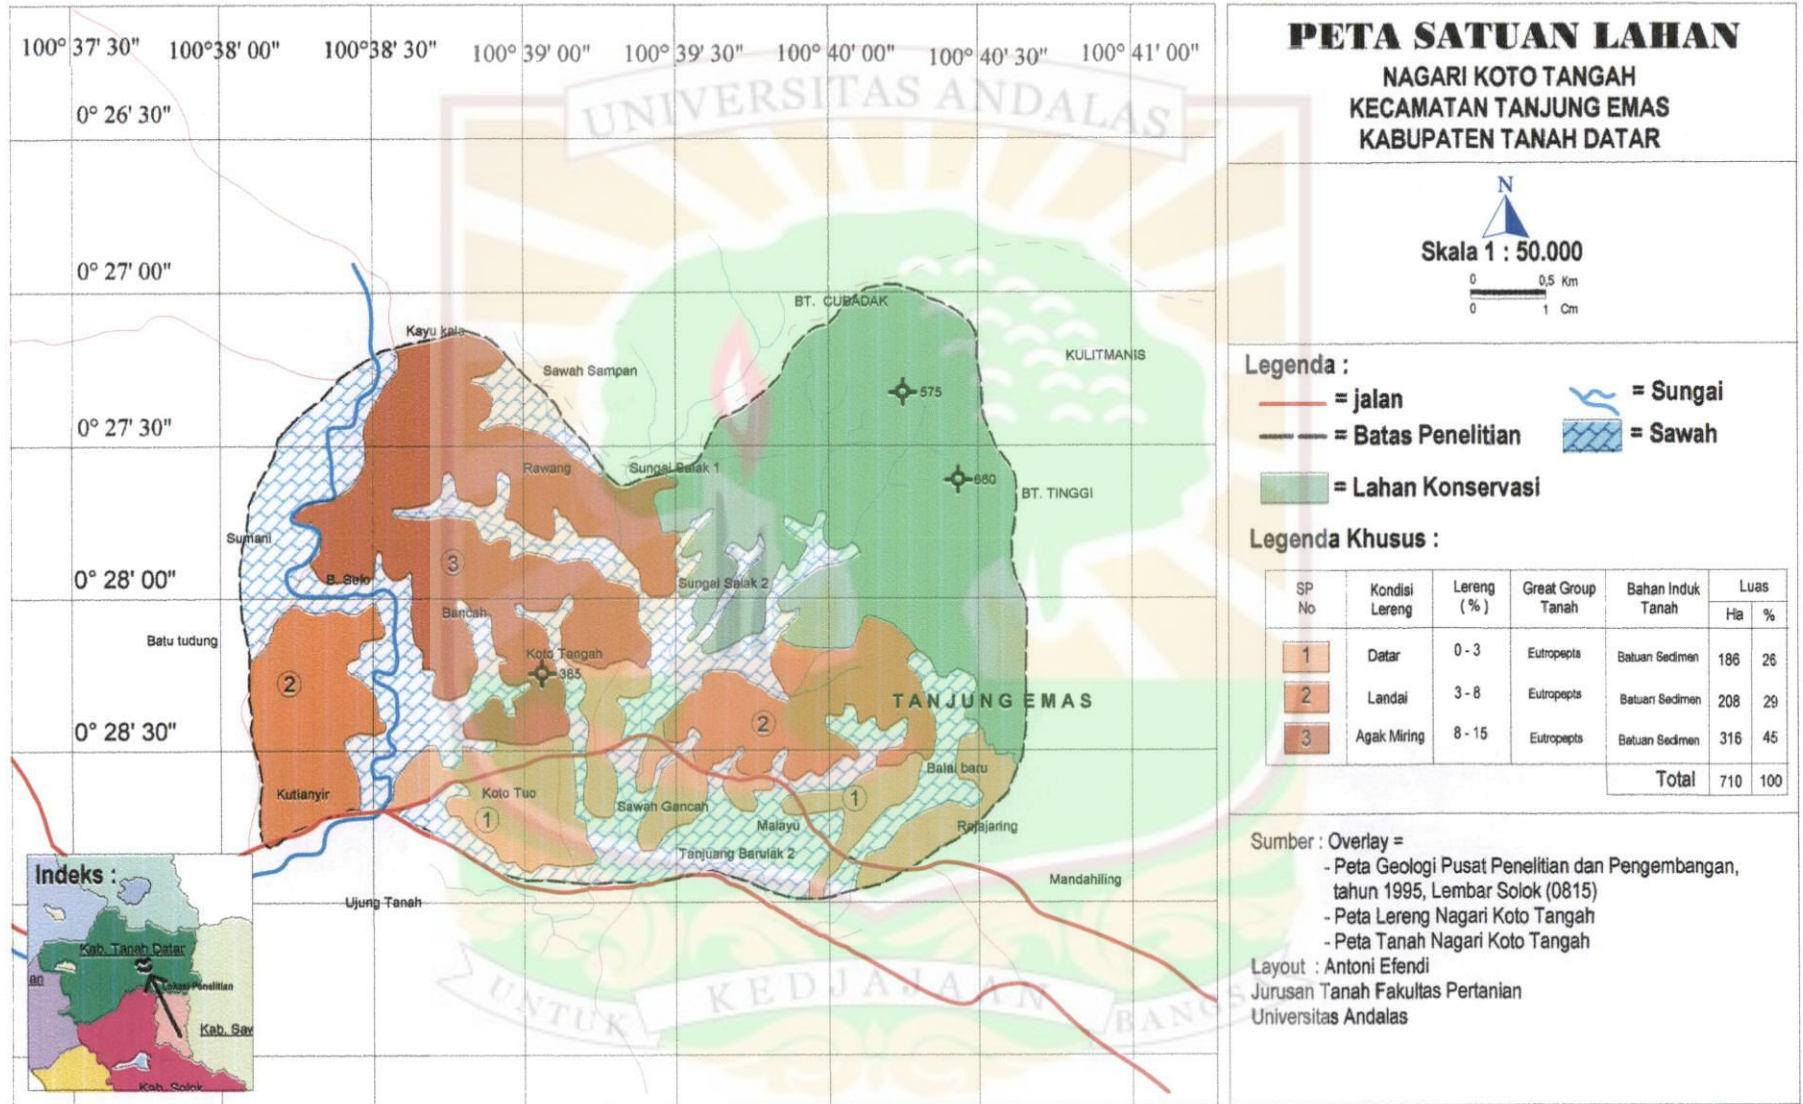 100° 37' 30" 100° 38' 00" 100° 38' 30" 100° 39' 00" 100° 39' 30" 100° 40' 00" 100° 40' 30" 100° 41' 00"
UNIVERSITAS ANDALAS
0° 26' 30"
0° 27' 00"
BT. CUBADAK
Kayu kala
KULITMANIS
Sawah Sampan
575
0° 27' 30"
Rawang
Sungai Salak 1
660
BT. TINGGI
Sumani
3
0° 28' 00"
B. Selo
Sungai Salak 2
Bancah
Batu tudung
Koto Tangah
385
2
TANJUNG EMAS
2
0° 28' 30"
Balai baru
Kutianyir
Koto Tuo
1
Sawah Gancah
1
Malayu
Rajajaring
Tanjuang Barulak 2
Mandahiling
Ujung Tanah
Indeks :
Kab. Tanah Datar
an
Lokasi Penelitian
Kab. Saw
Kab. Solok
UNTUK KEDJAJAAN BANGSA
PETA SATUAN LAHAN
NAGARI KOTO TANGAH
KECAMATAN TANJUNG EMAS
KABUPATEN TANAH DATAR
N
Skala 1 : 50.000
0 0,5 Km
0 1 Cm
Legenda :
= jalan
= Sungai
= Batas Penelitian
= Sawah
= Lahan Konservasi
Legenda Khusus :
SP No Kondisi Lereng Lereng ( % ) Great Group Tanah Bahan Induk Tanah Luas
Ha %
1 Datar 0 - 3 Eutropepts Batuan Sedimen 186 26
2 Landai 3 - 8 Eutropepts Batuan Sedimen 208 29
3 Agak Miring 8 - 15 Eutropepts Batuan Sedimen 316 45
Total 710 100
Sumber : Overlay =
- Peta Geologi Pusat Penelitian dan Pengembangan,
tahun 1995, Lembar Solok (0815)
- Peta Lereng Nagari Koto Tangah
- Peta Tanah Nagari Koto Tangah
Layout : Antoni Efendi
Jurusan Tanah Fakultas Pertanian
Universitas Andalas